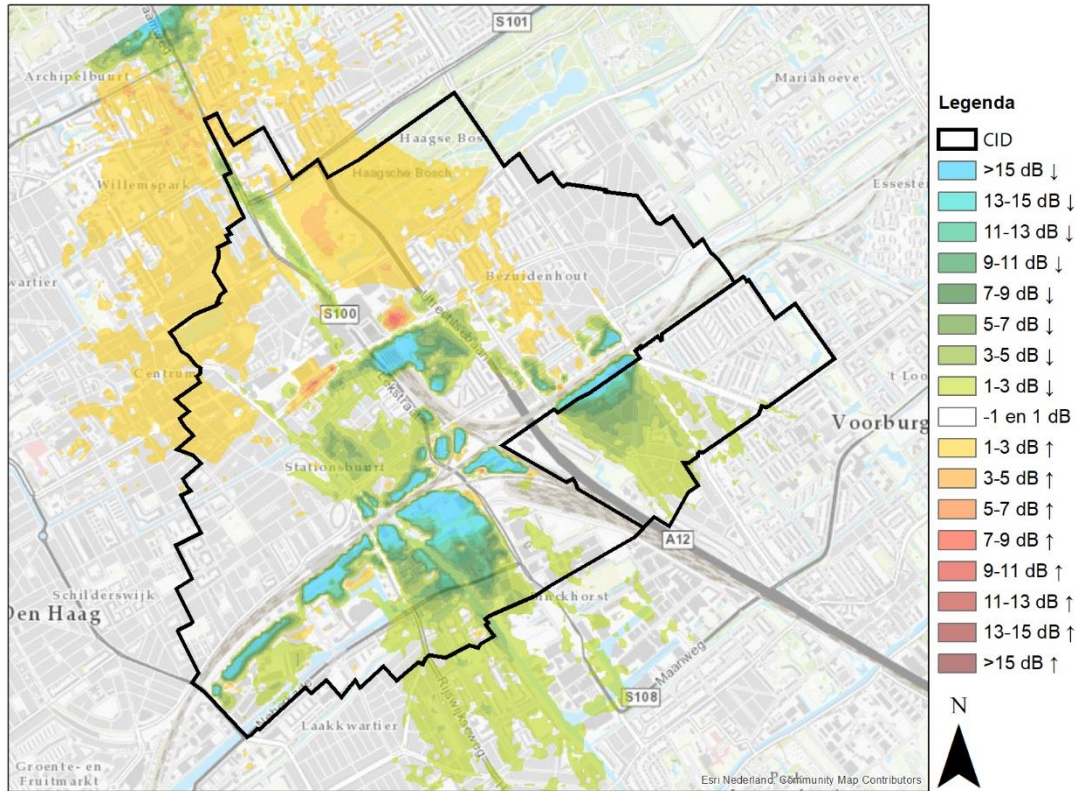 S101
Archipelbuurt
Mariahoeve
Haagse Bos
Willemspark
Haagsche Bosch
Essester
Bezuidenhout
S100
Utrechtsebaan
Centrum
't Loo
Voorburg
Stationsbuurt
A12
Schilderswijk
Den Haag
Binckhorst
Maanweg
S108
Laakkwartier
Rijswijkseweg
Groente- en
Fruitmarkt
Esri Nederland, Community Map Contributors
Legenda
CID
>15 dB ↓
13-15 dB ↓
11-13 dB ↓
9-11 dB ↓
7-9 dB ↓
5-7 dB ↓
3-5 dB ↓
1-3 dB ↓
-1 en 1 dB
1-3 dB ↑
3-5 dB ↑
5-7 dB ↑
7-9 dB ↑
9-11 dB ↑
11-13 dB ↑
13-15 dB ↑
>15 dB ↑
N